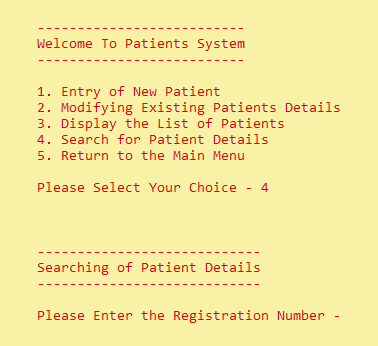 --------------------------
Welcome To Patients System
--------------------------
1. Entry of New Patient
2. Modifying Existing Patients Details
3. Display the List of Patients
4. Search for Patient Details
5. Return to the Main Menu
Please Select Your Choice - 4
----------------------------
Searching of Patient Details
----------------------------
Please Enter the Registration Number -